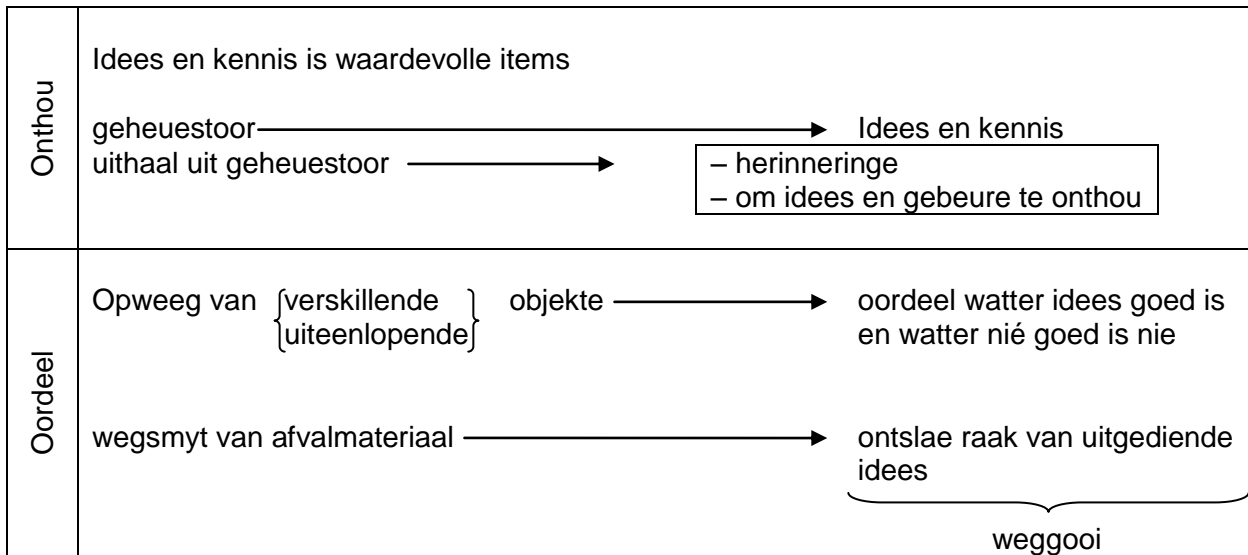 Onthou
Idees en kennis is waardevolle items
geheuestoor Idees en kennis
uithaal uit geheuestoor – herinneringe
– om idees en gebeure te onthou
Oordeel
Opweeg van verskillende objekte oordeel watter idees goed is
uiteenlopende en watter nié goed is nie
wegsmyt van afvalmateriaal ontslae raak van uitgediende
idees
weggooi